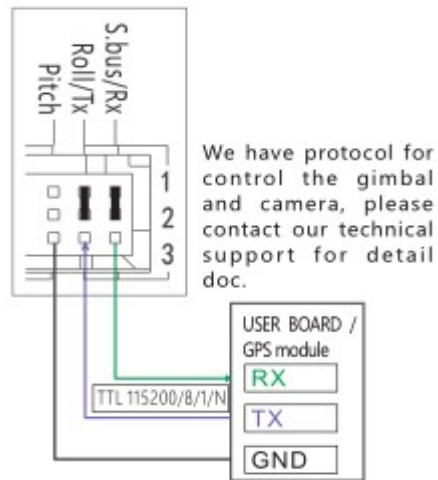 S.bus/Rx
Roll/Tx
Pitch
1
2
3
We have protocol for
control the gimbal
and camera, please
contact our technical
support for detail
doc.
USER BOARD /
GPS module
RX
TTL 115200/8/1/N
TX
GND